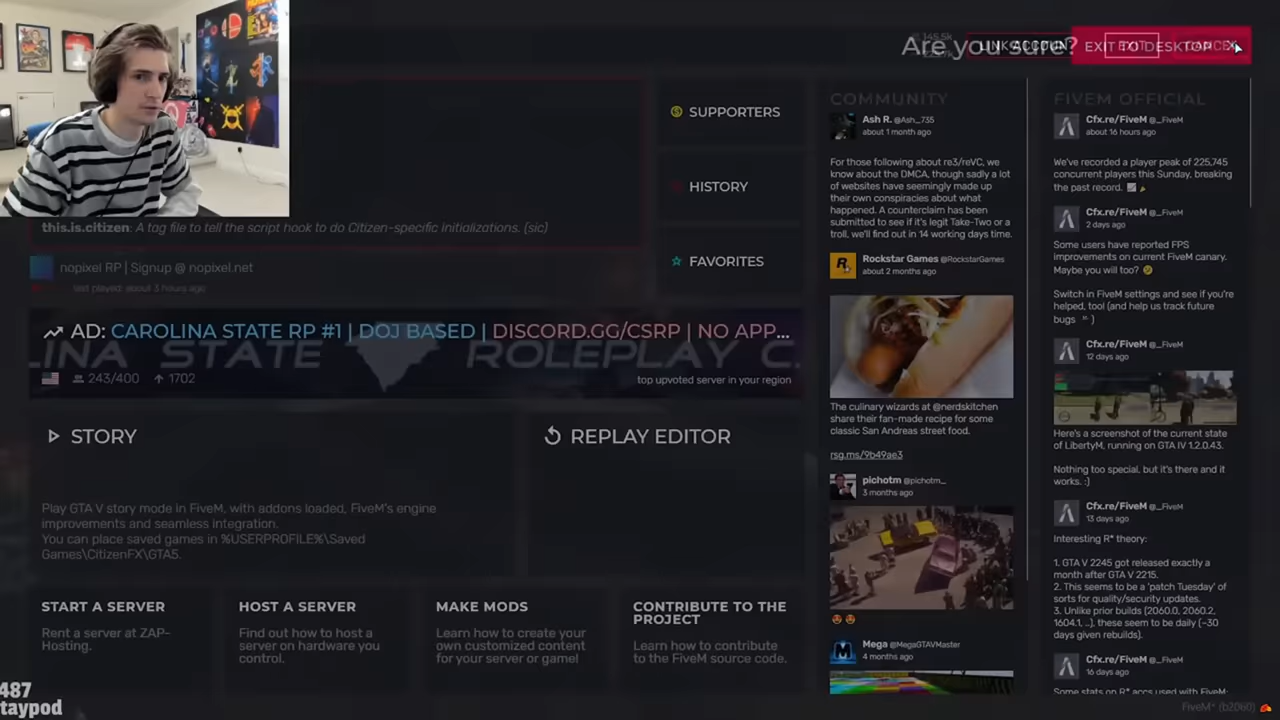 Are you sure?
LINK ACCOUNT
EXIT TO DESKTOP
EXIT
CANCEL
this.is.citizen: A tag file to tell the script hook to do Citizen-specific initializations. (sic)
nopixel RP | Signup @ nopixel.net
last played: about 3 hours ago
AD: CAROLINA STATE RP #1 | DOJ BASED | DISCORD.GG/CSRP | NO APP...
LINA STATE ROLEPLAY C.
243/400 1702
top upvoted server in your region
STORY
Play GTA V story mode in FiveM, with addons loaded, FiveM's engine
improvements and seamless integration.
You can place saved games in %USERPROFILE%\Saved
Games\CitizenFX\GTA5.
REPLAY EDITOR
START A SERVER
Rent a server at ZAP-
Hosting.
HOST A SERVER
Find out how to host a
server on hardware you
control.
MAKE MODS
Learn how to create your
own customized content
for your server or game!
CONTRIBUTE TO THE
PROJECT
Learn how to contribute
to the FiveM source code.
SUPPORTERS
HISTORY
FAVORITES
COMMUNITY
Ash R. @Ash_735
about 1 month ago
For those following about re3/reVC, we
know about the DMCA, though sadly a lot
of websites have seemingly made up
their own conspiracies about what
happened. A counterclaim has been
submitted to see if it's legit Take-Two or a
troll, we'll find out in 14 working days time.
Rockstar Games @RockstarGames
about 2 months ago
The culinary wizards at @nerdskitchen
share their fan-made recipe for some
classic San Andreas street food.
rsg.ms/9b49ae3
pichotm @pichotm_
3 months ago
Mega @MegaGTAVMaster
4 months ago
FIVEM OFFICIAL
Cfx.re/FiveM @_FiveM
about 16 hours ago
We've recorded a player peak of 225,745
concurrent players this Sunday, breaking
the past record.
Cfx.re/FiveM @_FiveM
2 days ago
Some users have reported FPS
improvements on current FiveM canary.
Maybe you will too?
Switch in FiveM settings and see if you're
helped, too! (and help us track future
bugs )
Cfx.re/FiveM @_FiveM
12 days ago
Here's a screenshot of the current state
of LibertyM, running on GTA IV 1.2.0.43.
Nothing too special, but it's there and it
works. :)
Cfx.re/FiveM @_FiveM
13 days ago
Interesting R* theory:
1. GTA V 2245 got released exactly a
month after GTA V 2215.
2. This seems to be a 'patch Tuesday' of
sorts for quality/security updates.
3. Unlike prior builds (2060.0, 2060.2,
1604.1, ..), these seem to be daily (~30
days given rebuilds).
Cfx.re/FiveM @_FiveM
16 days ago
Some stats on R* accs used with FiveM:
487
taypod
FiveM* (b2060)